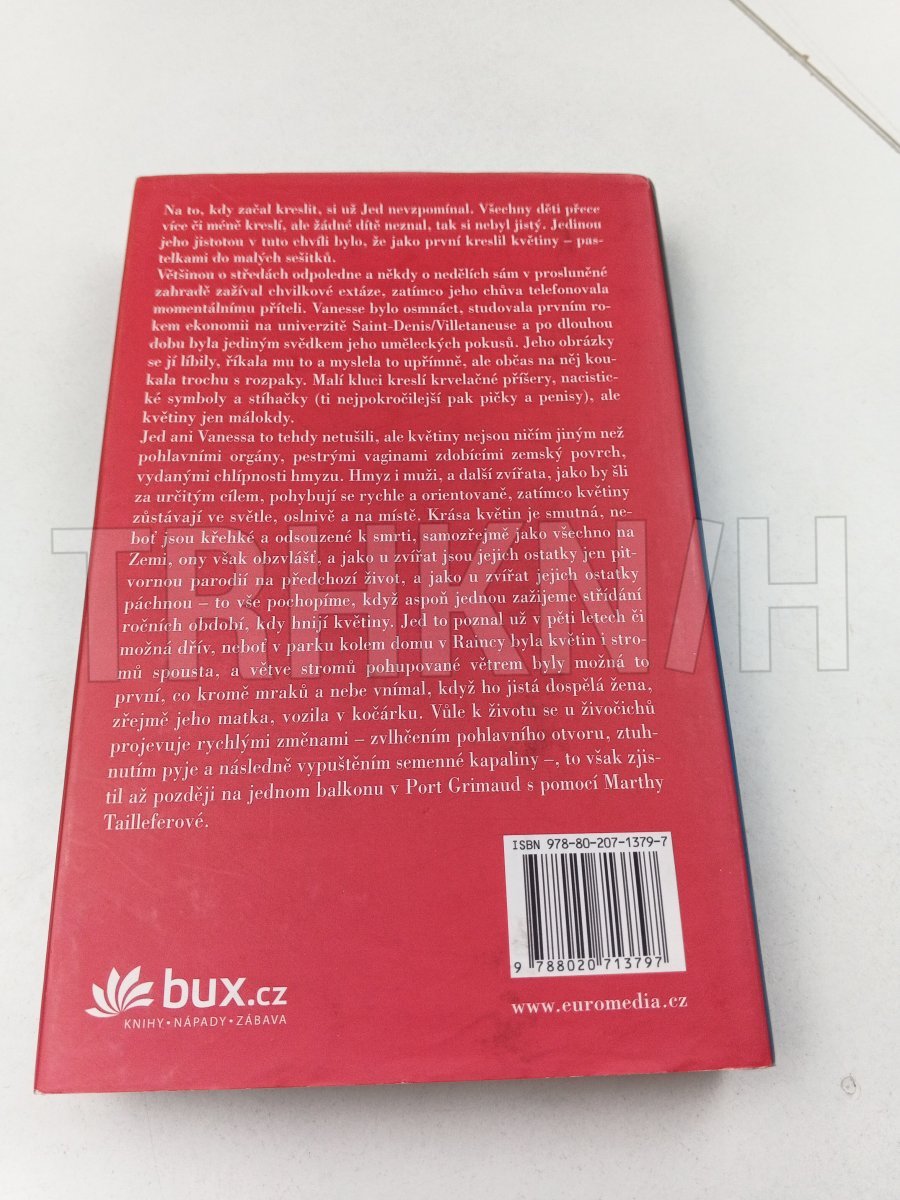 Na to, kdy začal kreslit, si už Jed nevzpomínal. Všechny děti přece
více či méně kreslí, ale žádné dítě neznal, tak si nebyl jistý. Jedinou
jeho jistotou v tuto chvíli bylo, že jako první kreslil květiny – pas-
telkami do malých sešitků.
Většinou o středách odpoledne a někdy o nedělích sám v prosluněné
zahradě zažíval chvilkové extáze, zatímco jeho chůva telefonovala
momentálnímu příteli. Vanesse bylo osmnáct, studovala prvním ro-
kem ekonomii na univerzitě Saint-Denis/Villetaneuse a po dlouhou
dobu byla jediným svědkem jeho uměleckých pokusů. Jeho obrázky
se jí líbily, říkala mu to a myslela to upřímně, ale občas na něj kou-
kala trochu s rozpaky. Malí kluci kreslí krvelačné příšery, nacistic-
ké symboly a stíhačky (ti nejpokročilejší pak pičky a penisy), ale
květiny jen málokdy.
Jed ani Vanessa to tehdy netušili, ale květiny nejsou ničím jiným než
pohlavními orgány, pestrými vaginami zdobícími zemský povrch,
vydanými chlípnosti hmyzu. Hmyz i muži, a další zvířata, jako by šli
za určitým cílem, pohybují se rychle a orientovaně, zatímco květiny
zůstávají ve světle, oslnivě a na místě. Krása květin je smutná, ne-
boť jsou křehké a odsouzené k smrti, samozřejmě jako všechno na
Zemi, ony však obzvlášť, a jako u zvířat jsou jejich ostatky jen pit-
vornou parodií na předchozí život, a jako u zvířat jejich ostatky
páchnou – to vše pochopíme, když aspoň jednou zažijeme střídání
ročních období, kdy hnijí květiny. Jed to poznal už v pěti letech či
možná dřív, neboť v parku kolem domu v Raincy byla květin i stro-
mů spousta, a větve stromů pohupované větrem byly možná to
první, co kromě mraků a nebe vnímal, když ho jistá dospělá žena,
zřejmě jeho matka, vozila v kočárku. Vůle k životu se u živočichů
projevuje rychlými změnami – zvlhčením pohlavního otvoru, ztuh-
nutím pyje a následně vypuštěním semenné kapaliny –, to však zjis-
til až později na jednom balkonu v Port Grimaud s pomocí Marthy
Tailleferové.
ISBN 978-80-207-1379-7
9 788020 713797
bux.cz
KNIHY • NÁPADY • ZÁBAVA
www.euromedia.cz
TRHKNIH